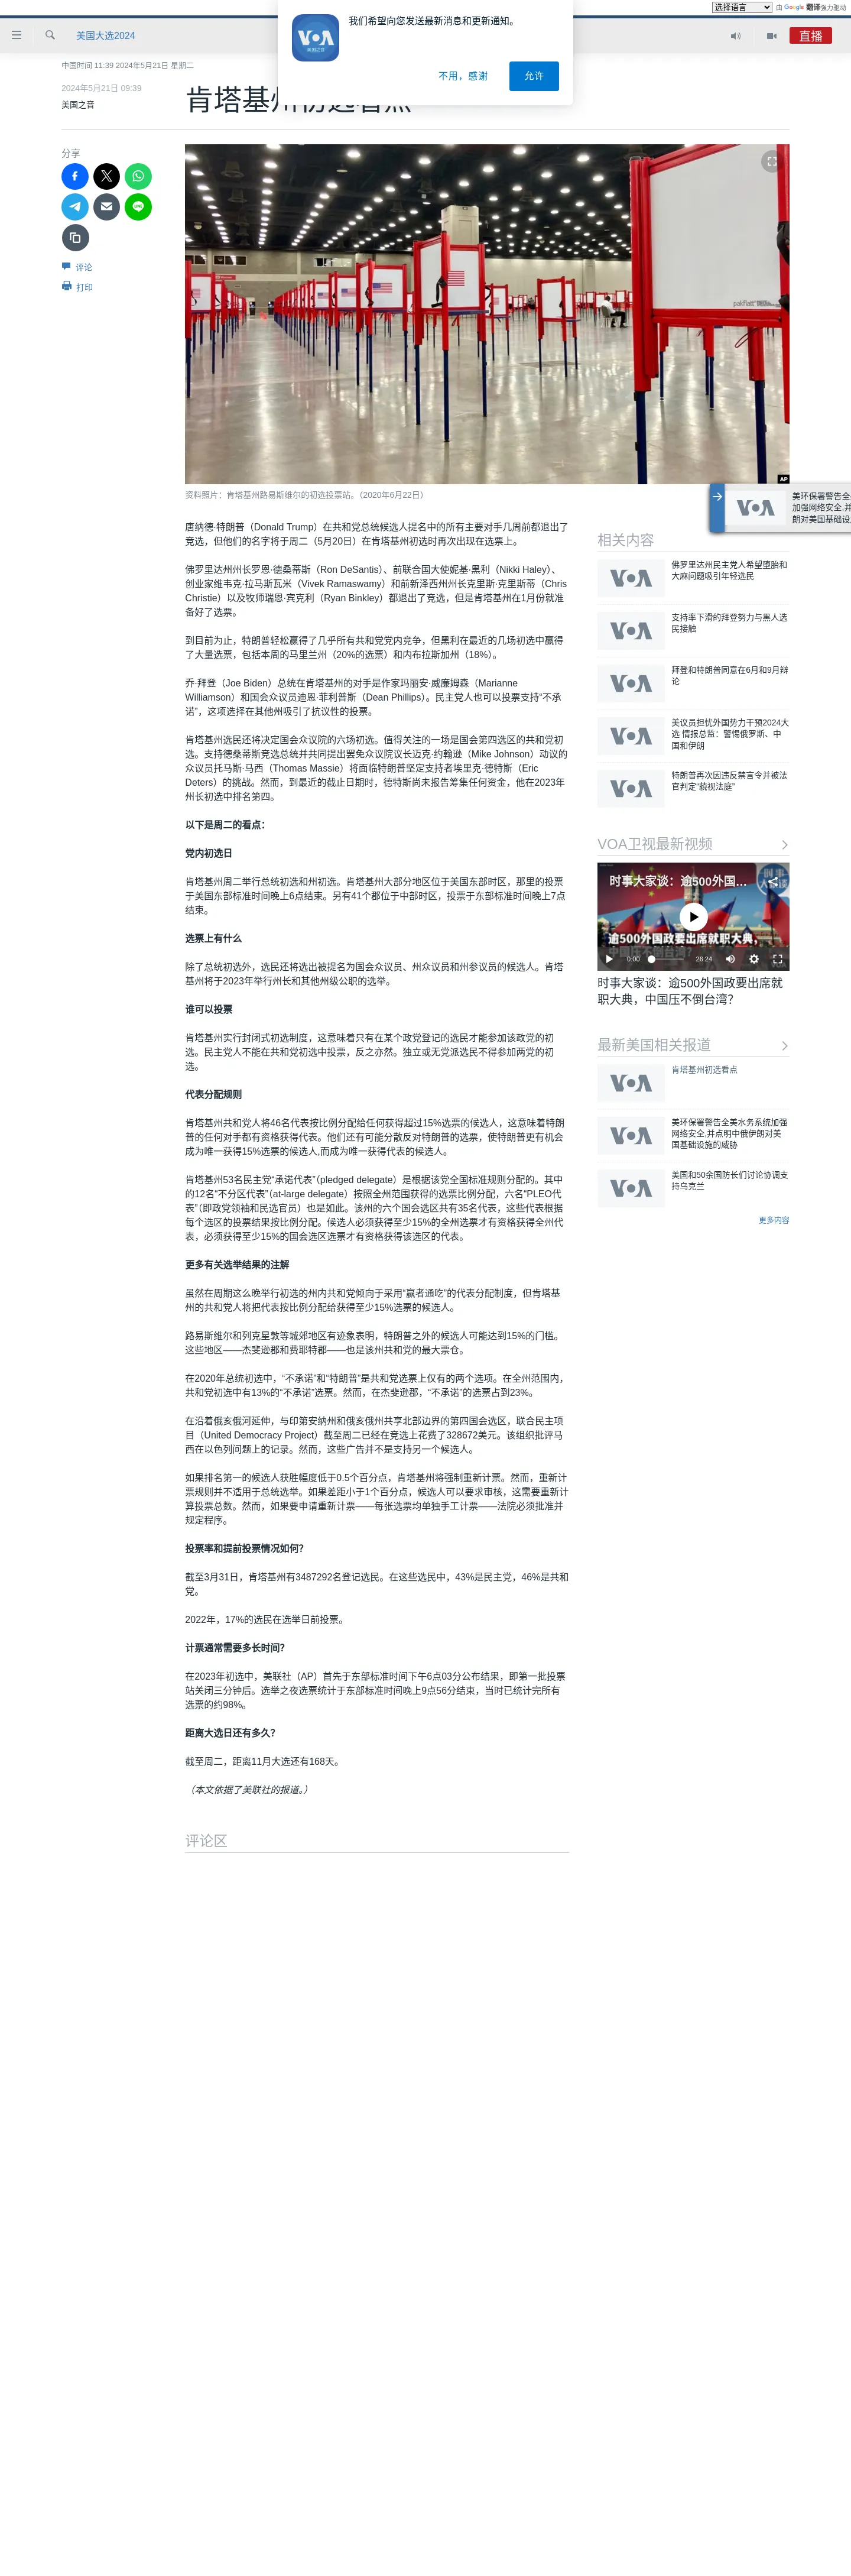 选择语言
由 Google 翻译强力驱动
我们希望向您发送最新消息和更新通知。
不用，感谢
允许
VOA
美国之音
美国大选2024
直播
中国时间 11:39 2024年5月21日 星期二
2024年5月21日 09:39
美国之音
肯塔基州初选看点
分享
评论
打印
AP
资料照片：肯塔基州路易斯维尔的初选投票站。（2020年6月22日）
唐纳德·特朗普（Donald Trump）在共和党总统候选人提名中的所有主要对手几周前都退出了
竞选，但他们的名字将于周二（5月20日）在肯塔基州初选时再次出现在选票上。
佛罗里达州州长罗恩·德桑蒂斯（Ron DeSantis）、前联合国大使妮基·黑利（Nikki Haley）、
创业家维韦克·拉马斯瓦米（Vivek Ramaswamy）和前新泽西州州长克里斯·克里斯蒂（Chris
Christie）以及牧师瑞恩·宾克利（Ryan Binkley）都退出了竞选，但是肯塔基州在1月份就准
备好了选票。
到目前为止，特朗普轻松赢得了几乎所有共和党党内竞争，但黑利在最近的几场初选中赢得
了大量选票，包括本周的马里兰州（20%的选票）和内布拉斯加州（18%）。
乔·拜登（Joe Biden）总统在肯塔基州的对手是作家玛丽安·威廉姆森（Marianne
Williamson）和国会众议员迪恩·菲利普斯（Dean Phillips）。民主党人也可以投票支持“不承
诺”，这项选择在其他州吸引了抗议性的投票。
肯塔基州选民还将决定国会众议院的六场初选。值得关注的一场是国会第四选区的共和党初
选。支持德桑蒂斯竞选总统并共同提出罢免众议院议长迈克·约翰逊（Mike Johnson）动议的
众议员托马斯·马西（Thomas Massie）将面临特朗普坚定支持者埃里克·德特斯（Eric
Deters）的挑战。然而，到最近的截止日期时，德特斯尚未报告筹集任何资金，他在2023年
州长初选中排名第四。
以下是周二的看点：
党内初选日
肯塔基州周二举行总统初选和州初选。肯塔基州大部分地区位于美国东部时区，那里的投票
于美国东部标准时间晚上6点结束。另有41个郡位于中部时区，投票于东部标准时间晚上7点
结束。
选票上有什么
除了总统初选外，选民还将选出被提名为国会众议员、州众议员和州参议员的候选人。肯塔
基州将于2023年举行州长和其他州级公职的选举。
谁可以投票
肯塔基州实行封闭式初选制度，这意味着只有在某个政党登记的选民才能参加该政党的初
选。民主党人不能在共和党初选中投票，反之亦然。独立或无党派选民不得参加两党的初
选。
代表分配规则
肯塔基州共和党人将46名代表按比例分配给任何获得超过15%选票的候选人，这意味着特朗
普的任何对手都有资格获得代表。他们还有可能分散反对特朗普的选票，使特朗普更有机会
成为唯一获得15%选票的候选人,而成为唯一获得代表的候选人。
肯塔基州53名民主党“承诺代表”（pledged delegate）是根据该党全国标准规则分配的。其中
的12名“不分区代表”（at-large delegate）按照全州范围获得的选票比例分配，六名“PLEO代
表”（即政党领袖和民选官员）也是如此。该州的六个国会选区共有35名代表，这些代表根据
每个选区的投票结果按比例分配。候选人必须获得至少15%的全州选票才有资格获得全州代
表，必须获得至少15%的国会选区选票才有资格获得该选区的代表。
更多有关选举结果的注解
虽然在周期这么晚举行初选的州内共和党倾向于采用“赢者通吃”的代表分配制度，但肯塔基
州的共和党人将把代表按比例分配给获得至少15%选票的候选人。
路易斯维尔和列克星敦等城郊地区有迹象表明，特朗普之外的候选人可能达到15%的门槛。
这些地区——杰斐逊郡和费耶特郡——也是该州共和党的最大票仓。
在2020年总统初选中，“不承诺”和“特朗普”是共和党选票上仅有的两个选项。在全州范围内，
共和党初选中有13%的“不承诺”选票。然而，在杰斐逊郡，“不承诺”的选票占到23%。
在沿着俄亥俄河延伸，与印第安纳州和俄亥俄州共享北部边界的第四国会选区，联合民主项
目（United Democracy Project）截至周二已经在竞选上花费了328672美元。该组织批评马
西在以色列问题上的记录。然而，这些广告并不是支持另一个候选人。
如果排名第一的候选人获胜幅度低于0.5个百分点，肯塔基州将强制重新计票。然而，重新计
票规则并不适用于总统选举。如果差距小于1个百分点，候选人可以要求审核，这需要重新计
算投票总数。然而，如果要申请重新计票——每张选票均单独手工计票——法院必须批准并
规定程序。
投票率和提前投票情况如何？
截至3月31日，肯塔基州有3487292名登记选民。在这些选民中，43%是民主党，46%是共和
党。
2022年，17%的选民在选举日前投票。
计票通常需要多长时间？
在2023年初选中，美联社（AP）首先于东部标准时间下午6点03分公布结果，即第一批投票
站关闭三分钟后。选举之夜选票统计于东部标准时间晚上9点56分结束，当时已统计完所有
选票的约98%。
距离大选日还有多久？
截至周二，距离11月大选还有168天。
（本文依据了美联社的报道。）
评论区
VOA
美环保署警告全
加强网络安全,并
朗对美国基础设
相关内容
VOA
佛罗里达州民主党人希望堕胎和
大麻问题吸引年轻选民
VOA
支持率下滑的拜登努力与黑人选
民接触
VOA
拜登和特朗普同意在6月和9月辩
论
VOA
美议员担忧外国势力干预2024大
选 情报总监：警惕俄罗斯、中
国和伊朗
VOA
特朗普再次因违反禁言令并被法
官判定“藐视法庭”
VOA卫视最新视频
时事大家谈：逾500外国…
逾500外国政要出席就职大典，
0:00
26:24
时事大家谈：逾500外国政要出席就
职大典，中国压不倒台湾？
最新美国相关报道
VOA
肯塔基州初选看点
VOA
美环保署警告全美水务系统加强
网络安全,并点明中俄伊朗对美
国基础设施的威胁
VOA
美国和50余国防长们讨论协调支
持乌克兰
更多内容